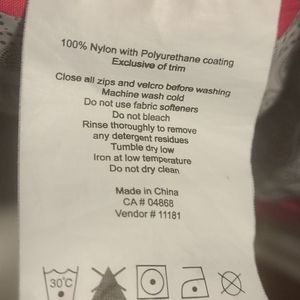 100% Nylon with Polyurethane coating
Exclusive of trim
Close all zips and velcro before washing
Machine wash cold
Do not use fabric softeners
Do not bleach
Rinse thoroughly to remove
any detergent residues
Tumble dry low
Iron at low temperature
Do not dry clean
Made in China
CA # 04868
Vendor # 11181
30°C